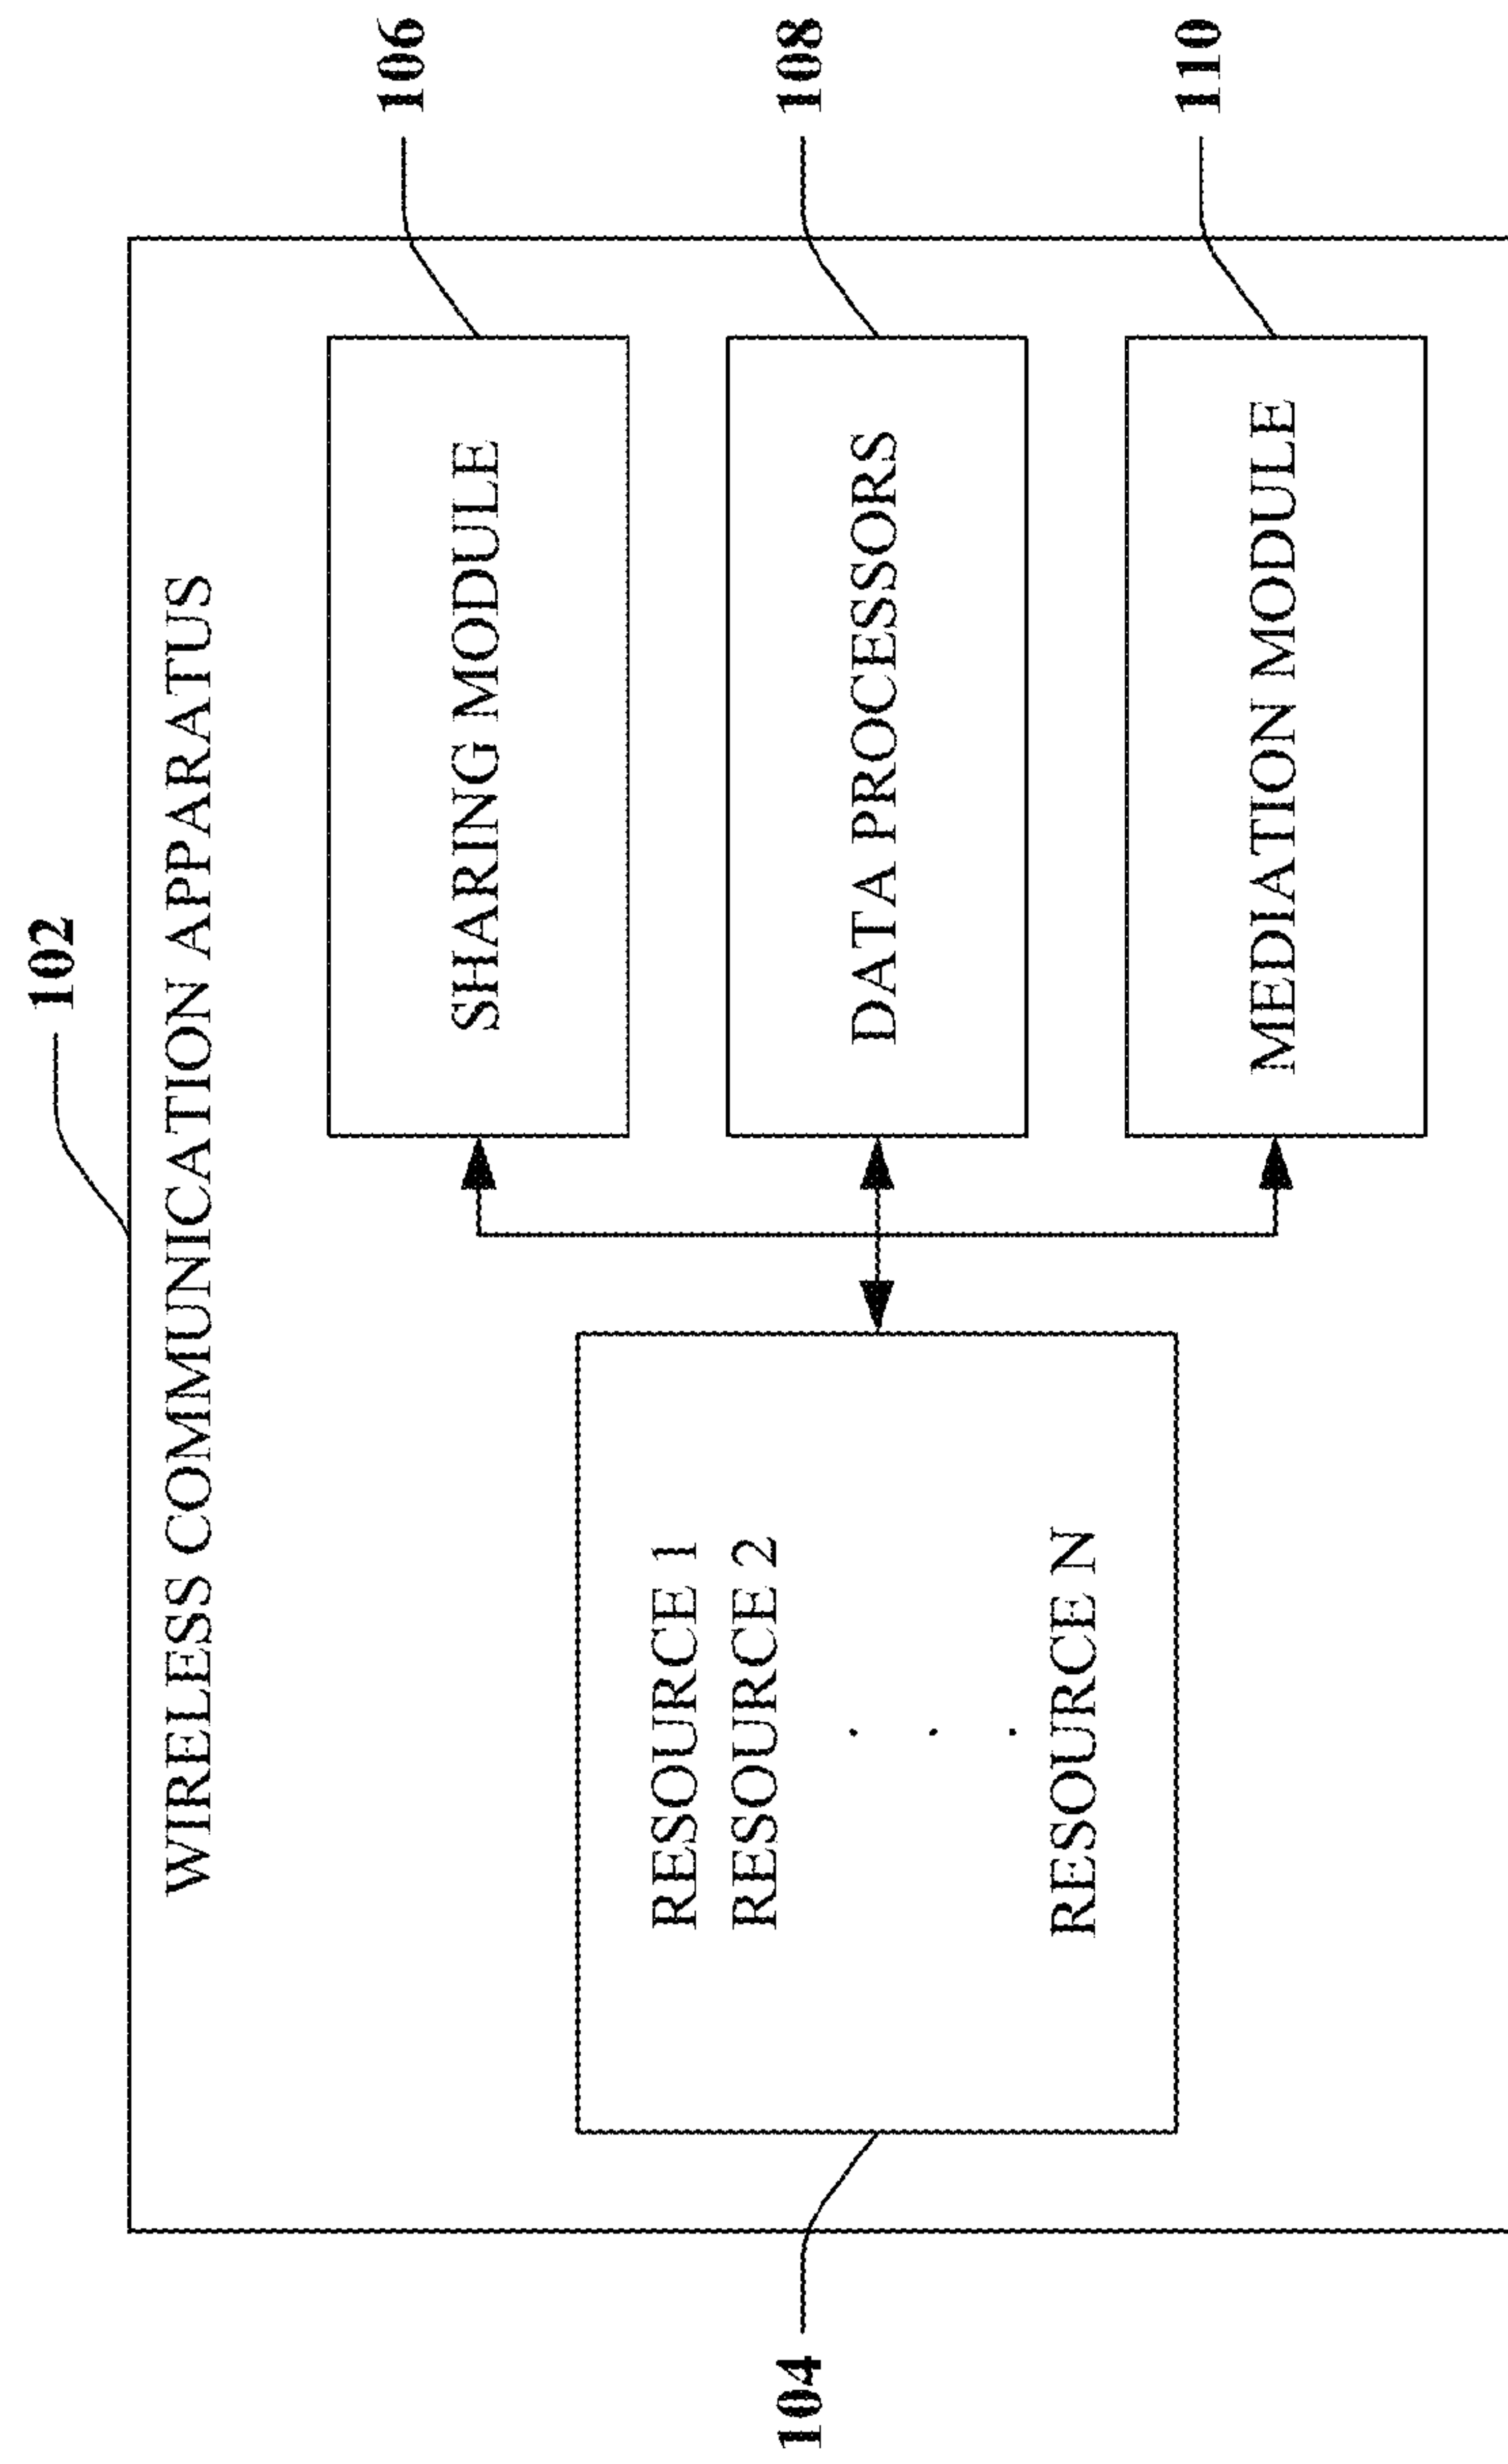 102
WIRELESS COMMUNICATION APPARATUS
106
SHARING MODULE
RESOURCE 1
RESOURCE 2
.
.
.
RESOURCE N
104
108
DATA PROCESSORS
110
MEDIATION MODULE